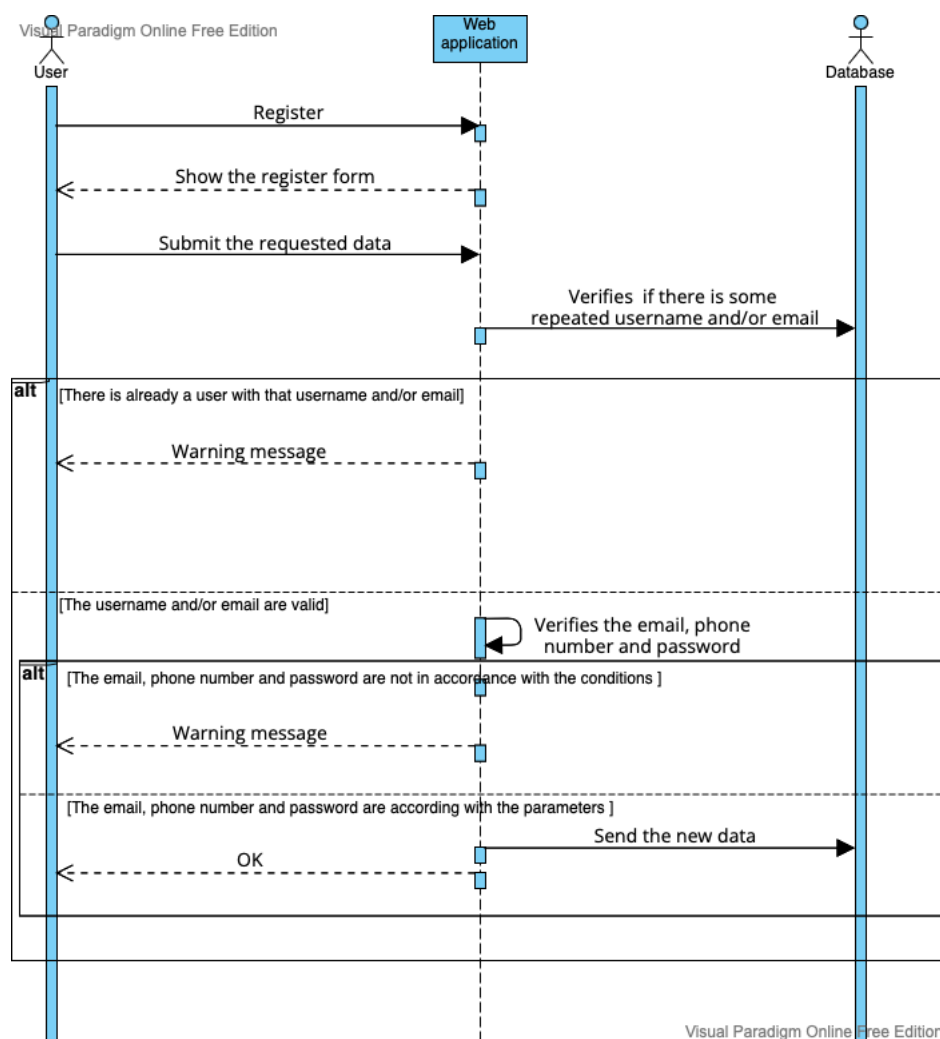 Visual Paradigm Online Free Edition
Web
application
User
Database
Register
Show the register form
Submit the requested data
Verifies if there is some
repeated username and/or email
alt
[There is already a user with that username and/or email]
Warning message
[The username and/or email are valid]
Verifies the email, phone
number and password
alt
[The email, phone number and password are not in accordance with the conditions ]
Warning message
[The email, phone number and password are according with the parameters ]
Send the new data
OK
Visual Paradigm Online Free Edition